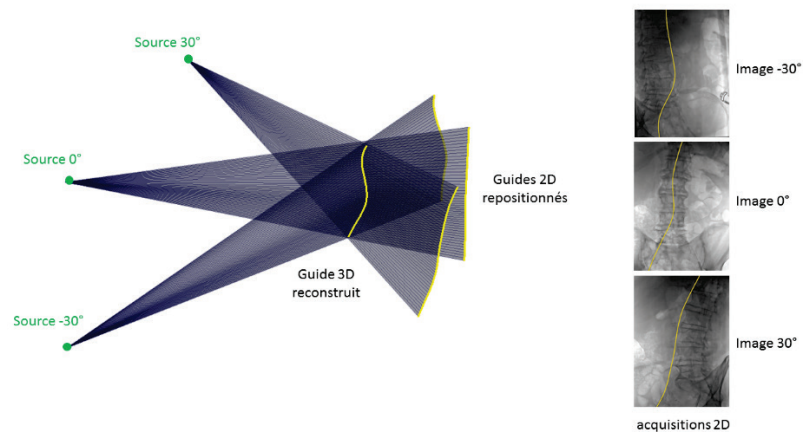 Source 30°
Source 0°
Source -30°
Guide 3D
reconstruit
Guides 2D
repositionnés
Image -30°
Image 0°
Image 30°
acquisitions 2D